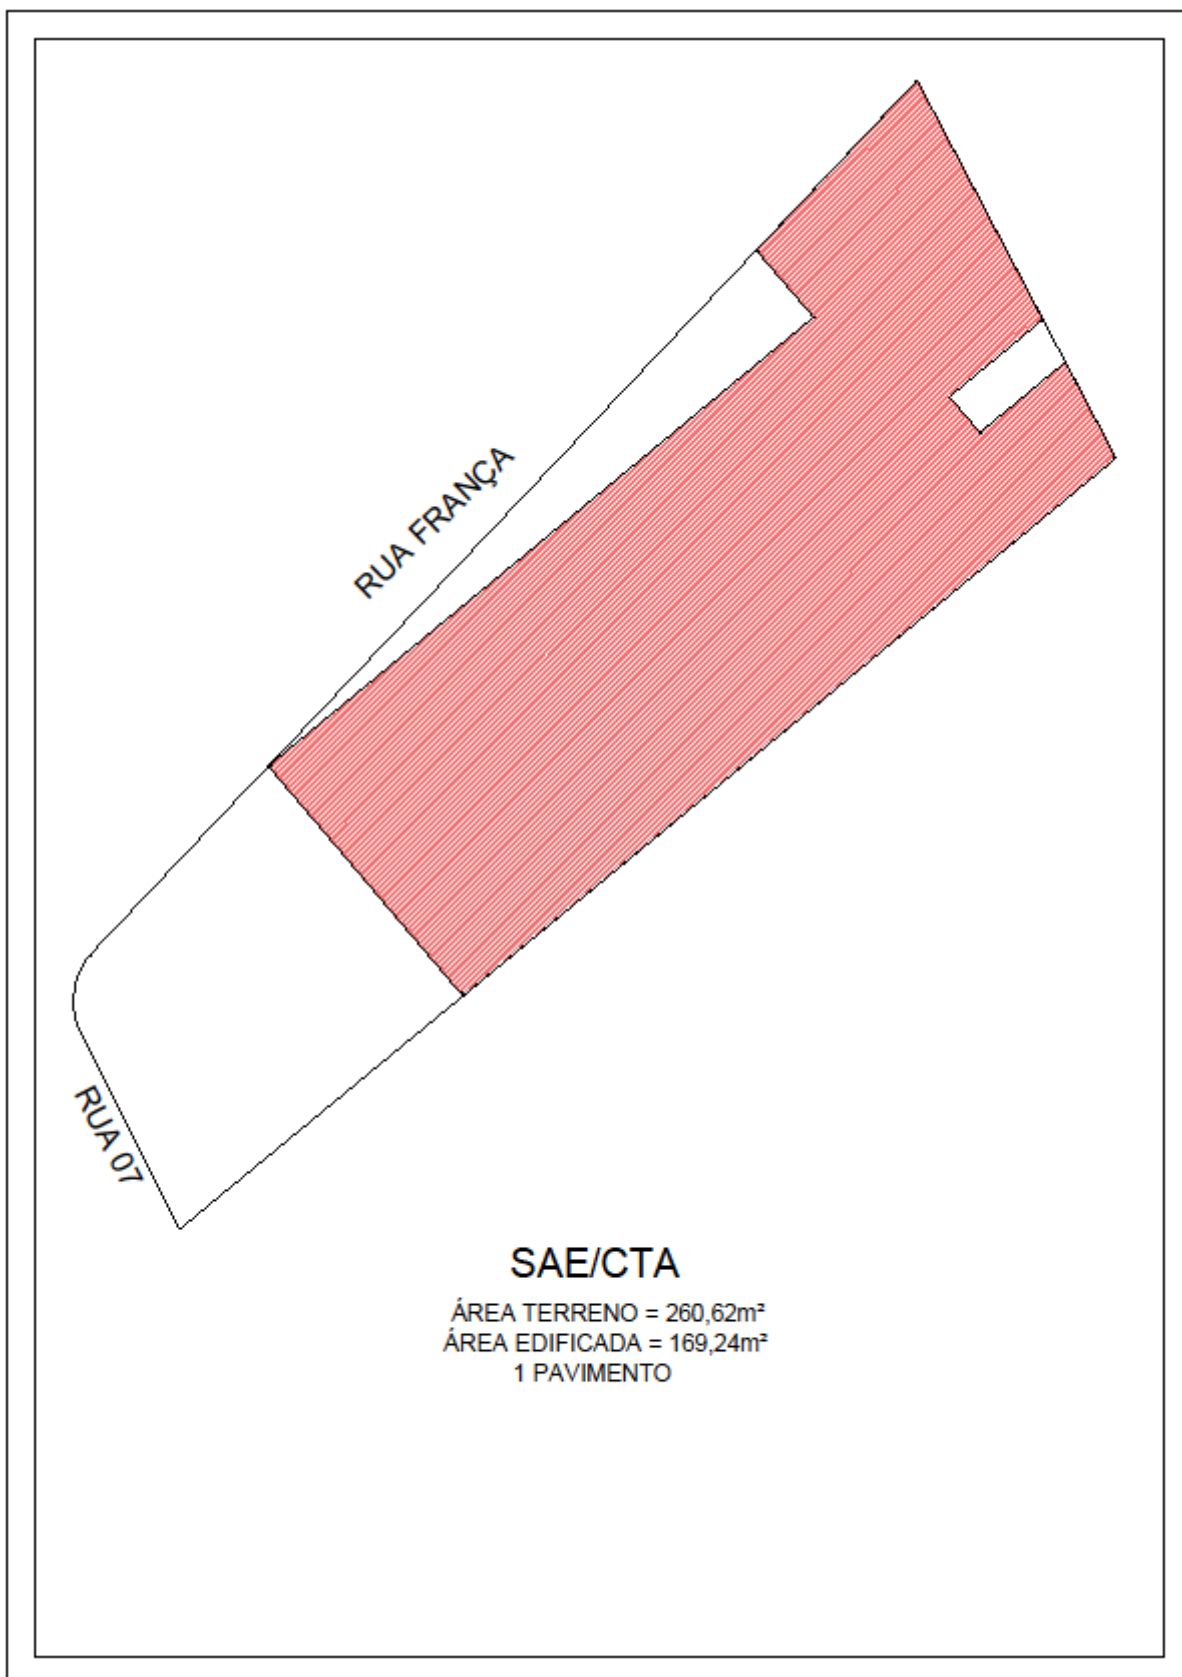 RUA FRANÇA
RUA 07
SAE/CTA
ÁREA TERRENO = 260,62m²
ÁREA EDIFICADA = 169,24m²
1 PAVIMENTO